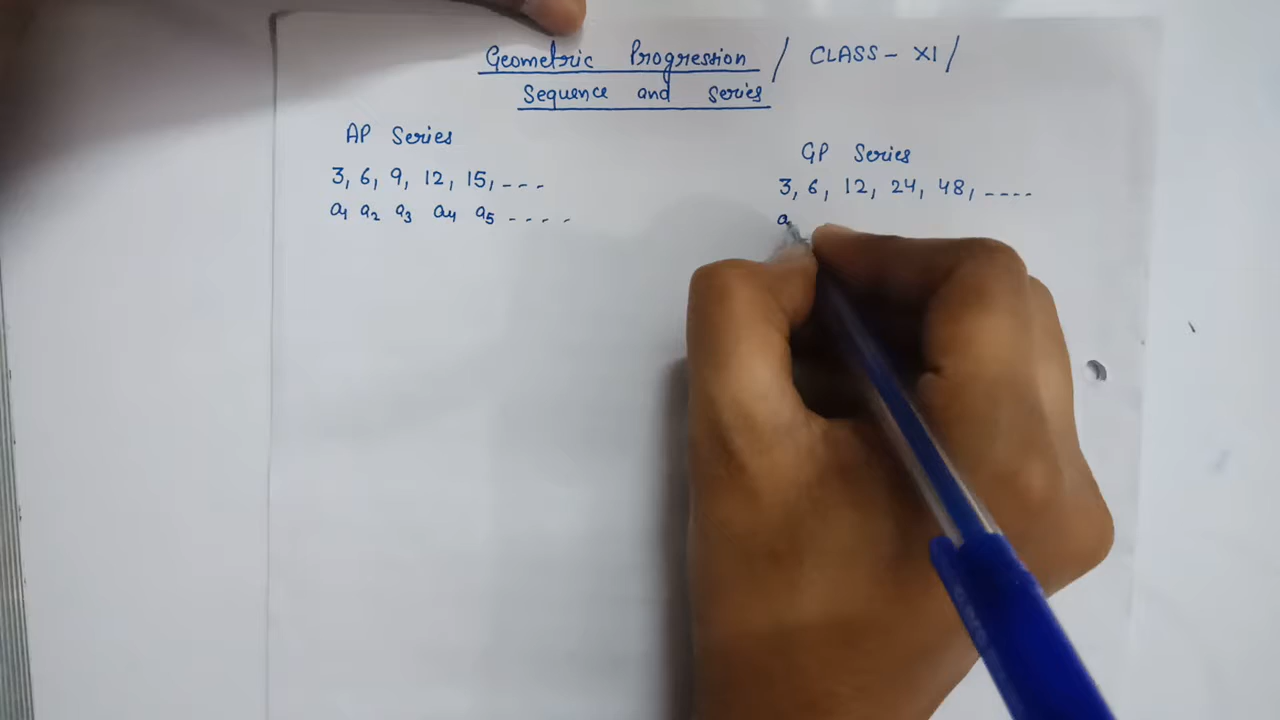 Geometric Progression / CLASS - XI /
Sequence and Series
AP Series
3, 6, 9, 12, 15, ---
a1 a2 a3 a4 a5 ----
GP Series
3, 6, 12, 24, 48, ----
a